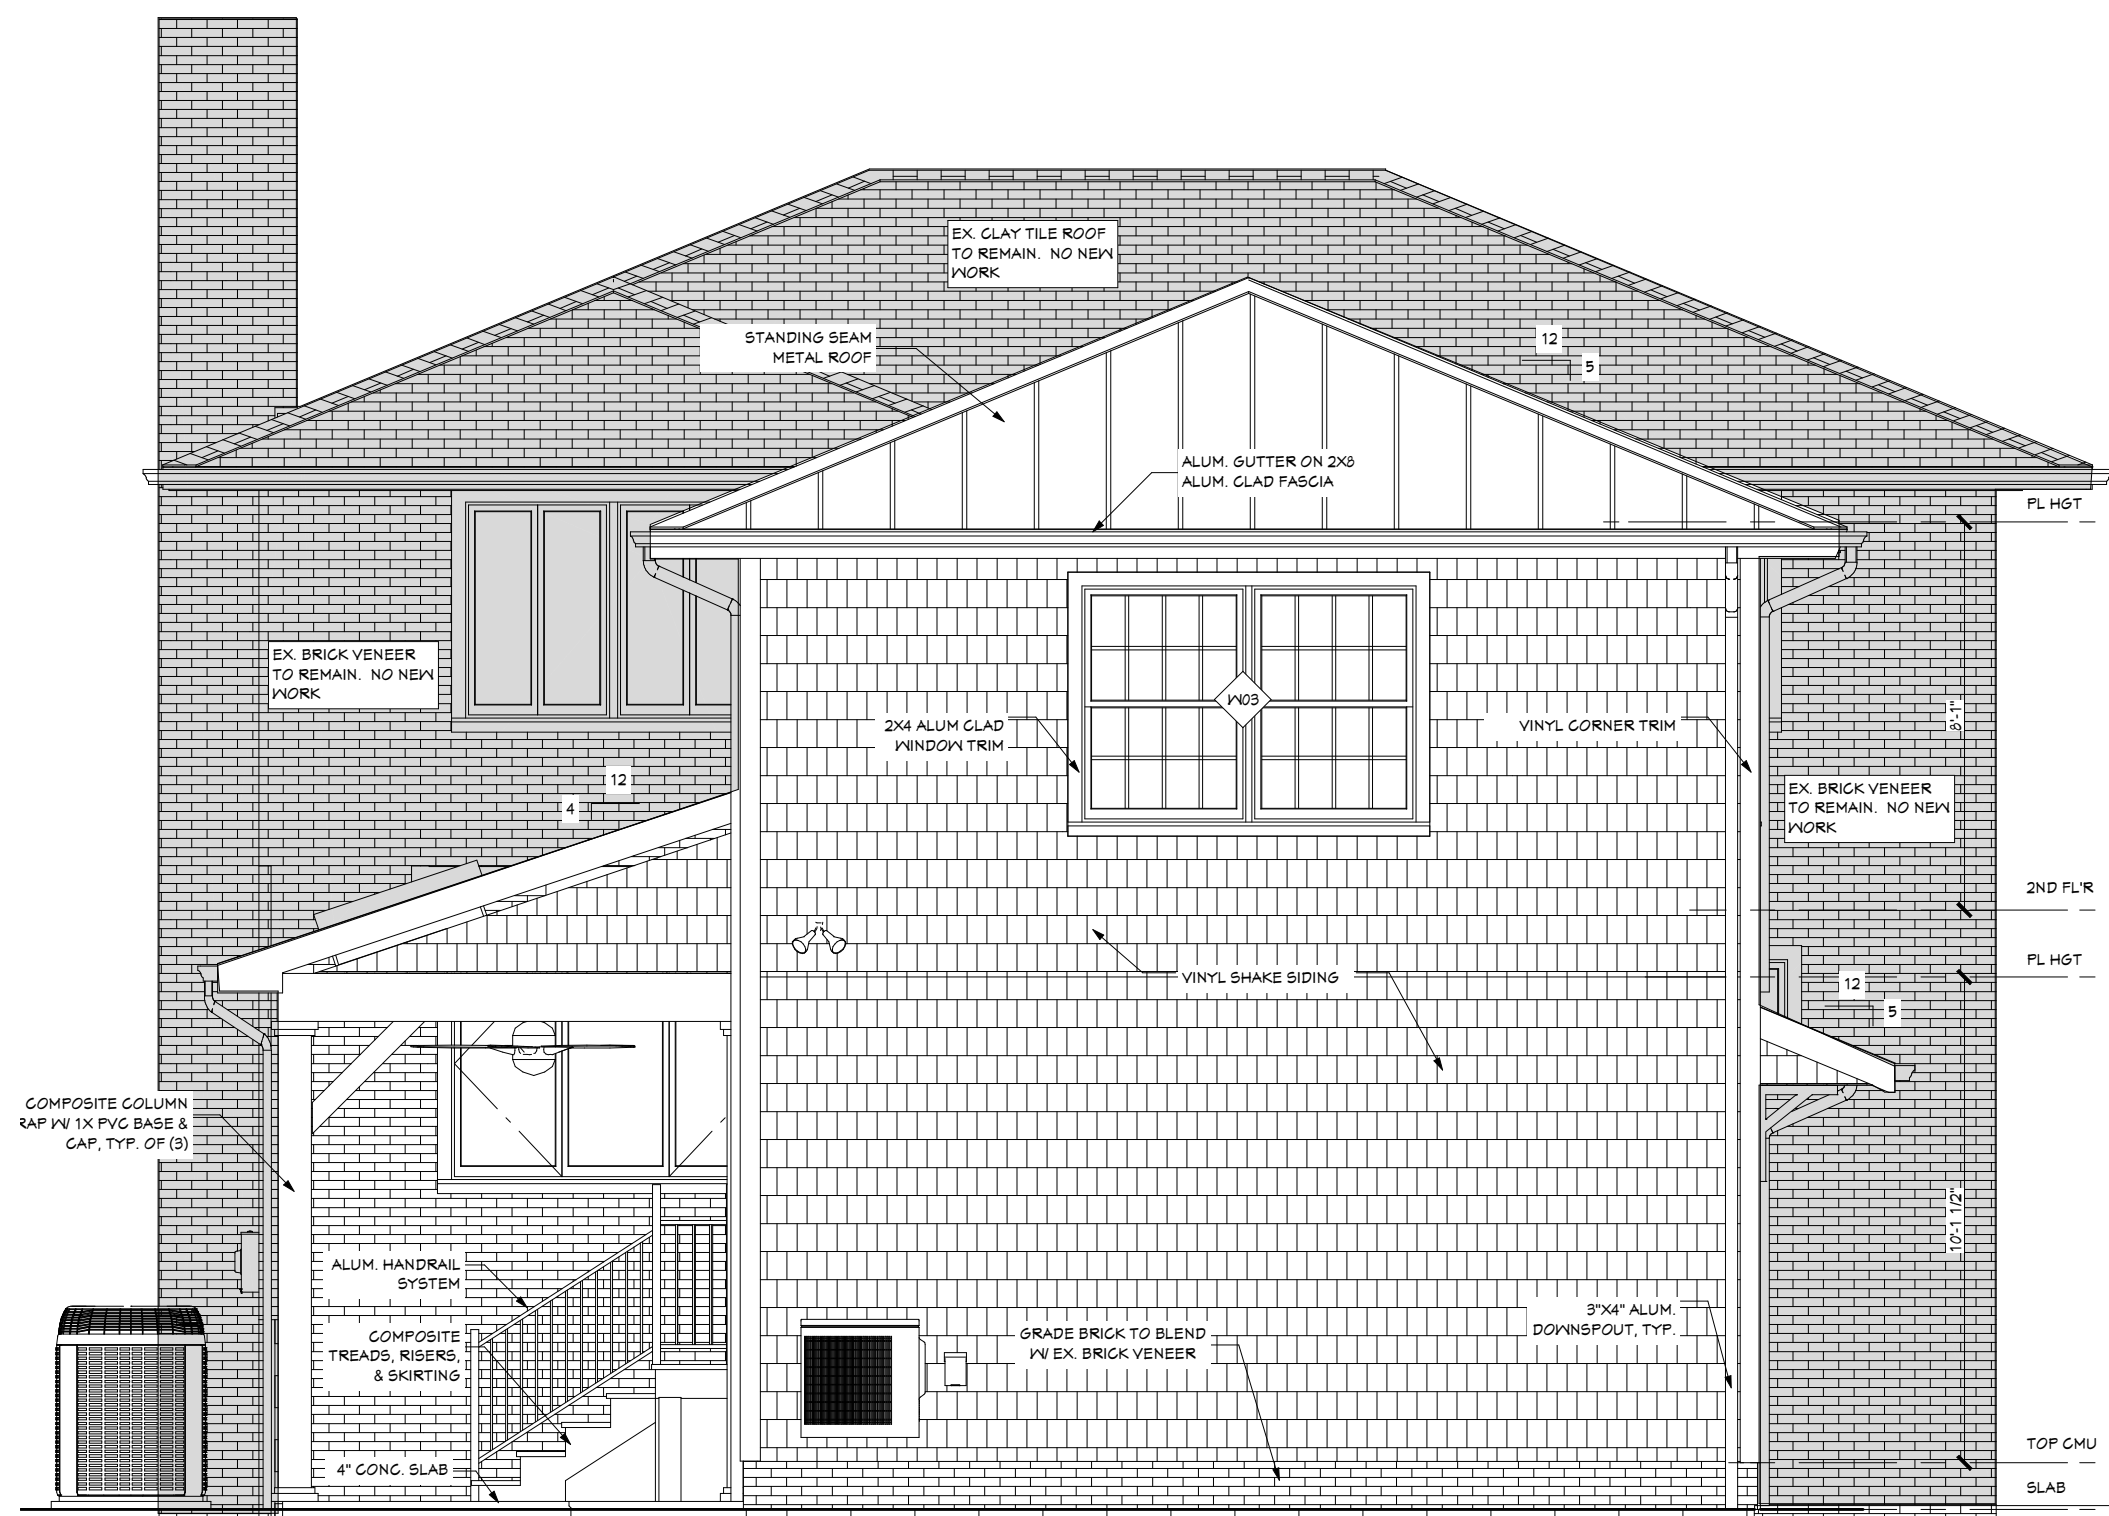 EX. CLAY TILE ROOF
TO REMAIN. NO NEW
WORK
STANDING SEAM
METAL ROOF
12
5
ALUM. GUTTER ON 2X8
ALUM. CLAD FASCIA
PL HGT
EX. BRICK VENEER
TO REMAIN. NO NEW
WORK
W03
2X4 ALUM CLAD
WINDOW TRIM
VINYL CORNER TRIM
8'-1"
12
4
EX. BRICK VENEER
TO REMAIN. NO NEW
WORK
2ND FL'R
PL HGT
VINYL SHAKE SIDING
12
5
COMPOSITE COLUMN
RAP W/ 1X PVC BASE &
CAP, TYP. OF (3)
10'-1 1/2"
ALUM. HANDRAIL
SYSTEM
COMPOSITE
TREADS, RISERS,
& SKIRTING
GRADE BRICK TO BLEND
W/ EX. BRICK VENEER
3"X4" ALUM.
DOWNSPOUT, TYP.
4" CONC. SLAB
TOP CMU
SLAB